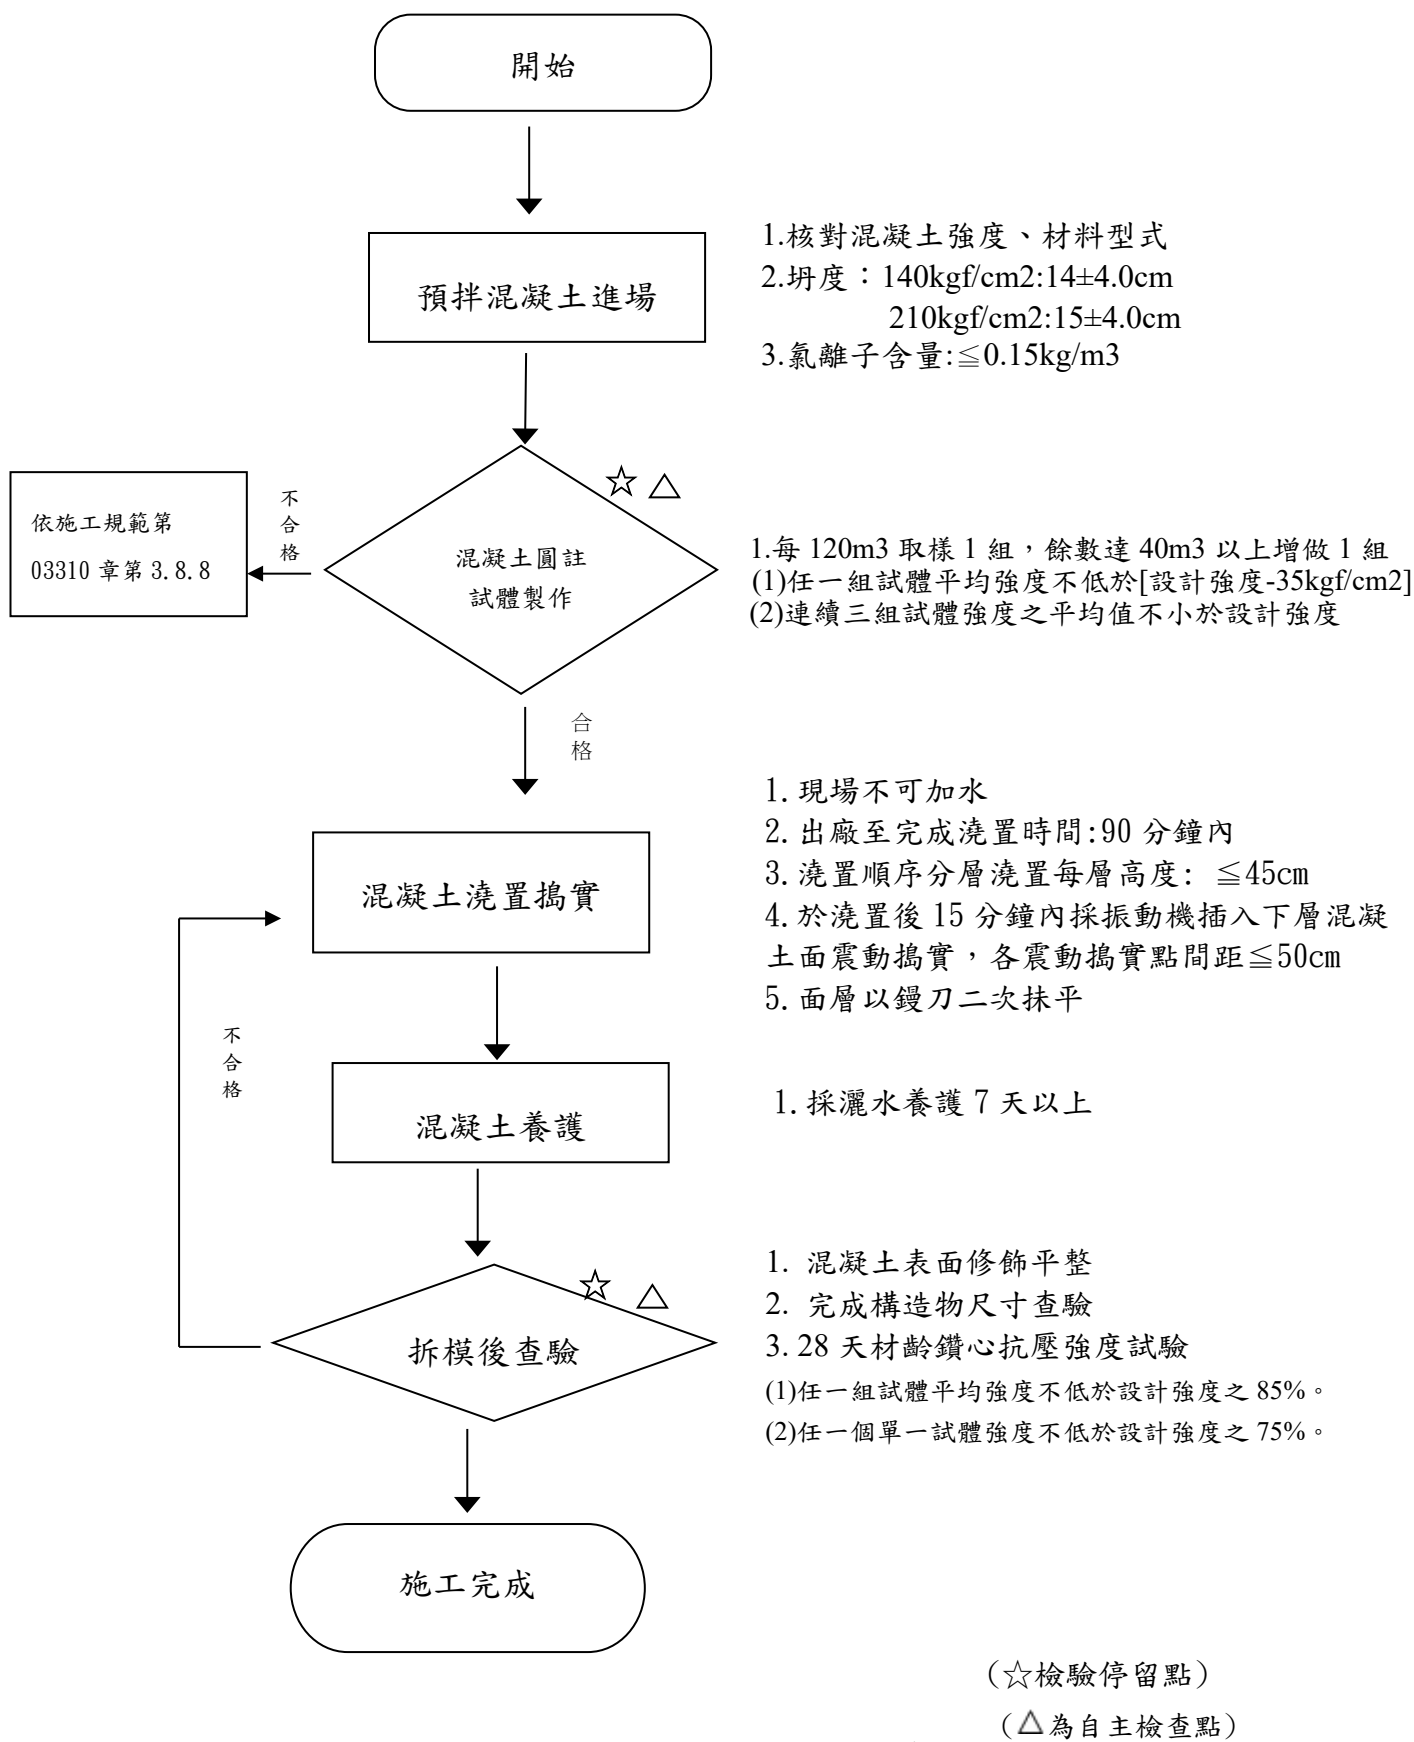 開始
預拌混凝土進場
1.核對混凝土強度、材料型式
2.坍度：140kgf/cm2:14±4.0cm
210kgf/cm2:15±4.0cm
3.氯離子含量:≦0.15kg/m3
☆ △
依施工規範第
03310 章第 3.8.8
不
合
格
混凝土圓註
試體製作
1.每 120m3 取樣 1 組，餘數達 40m3 以上增做 1 組
(1)任一組試體平均強度不低於[設計強度-35kgf/cm2]
(2)連續三組試體強度之平均值不小於設計強度
合
格
混凝土澆置搗實
1. 現場不可加水
2. 出廠至完成澆置時間:90 分鐘內
3. 澆置順序分層澆置每層高度: ≦45cm
4. 於澆置後 15 分鐘內採振動機插入下層混凝
土面震動搗實，各震動搗實點間距≦50cm
5. 面層以鏝刀二次抹平
不
合
格
混凝土養護
1. 採灑水養護 7 天以上
☆ △
拆模後查驗
1. 混凝土表面修飾平整
2. 完成構造物尺寸查驗
3. 28 天材齡鑽心抗壓強度試驗
(1)任一組試體平均強度不低於設計強度之 85%。
(2)任一個單一試體強度不低於設計強度之 75%。
施工完成
（☆檢驗停留點）
（△為自主檢查點）